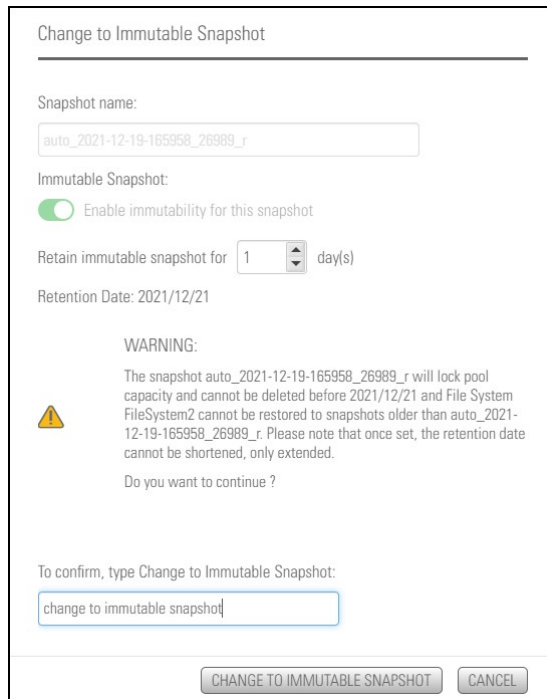 Change to Immutable Snapshot
Snapshot name:
auto_2021-12-19-165958_26989_r
Immutable Snapshot:
Enable immutability for this snapshot
Retain immutable snapshot for 1 day(s)
Retention Date: 2021/12/21
WARNING:
The snapshot auto_2021-12-19-165958_26989_r will lock pool
capacity and cannot be deleted before 2021/12/21 and File System
FileSystem2 cannot be restored to snapshots older than auto_2021-
12-19-165958_26989_r. Please note that once set, the retention date
cannot be shortened, only extended.
Do you want to continue ?
To confirm, type Change to Immutable Snapshot:
change to immutable snapshot
CHANGE TO IMMUTABLE SNAPSHOT CANCEL